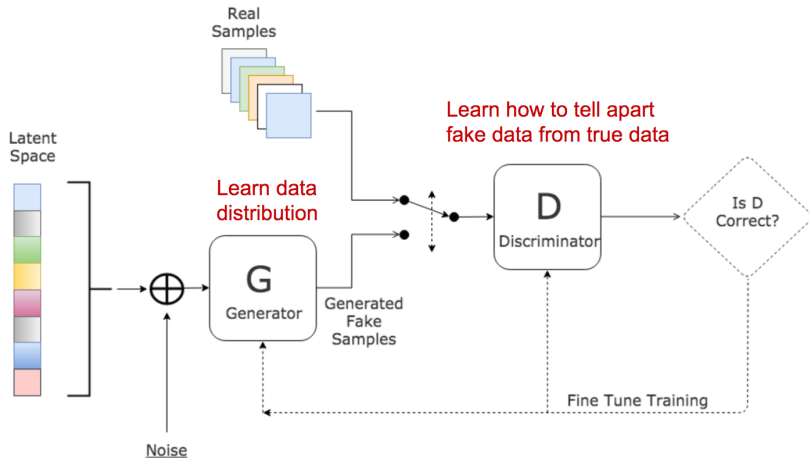 Real
Samples
Learn how to tell apart
fake data from true data
Latent
Space
Learn data
distribution
Is D
Correct?
D
Discriminator
G
Generator
Generated
Fake
Samples
Fine Tune Training
Noise